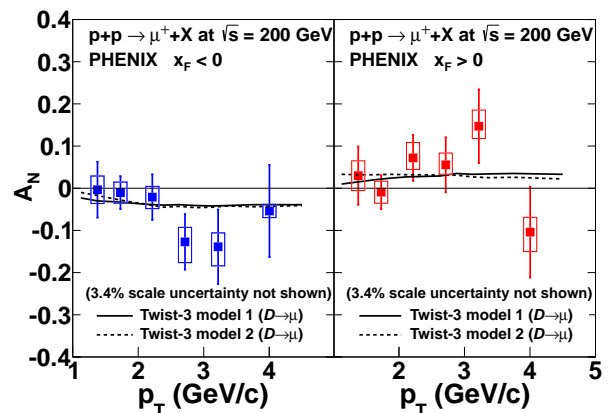 p+p → μ⁺+X at √s = 200 GeV
PHENIX x_F < 0
p+p → μ⁺+X at √s = 200 GeV
PHENIX x_F > 0
A_N
0.4
0.3
0.2
0.1
0
-0.1
-0.2
-0.3
-0.4
(3.4% scale uncertainty not shown)
Twist-3 model 1 (D→μ)
Twist-3 model 2 (D→μ)
(3.4% scale uncertainty not shown)
Twist-3 model 1 (D→μ)
Twist-3 model 2 (D→μ)
1 2 3 4
2 3 4 5
p_T (GeV/c)
p_T (GeV/c)